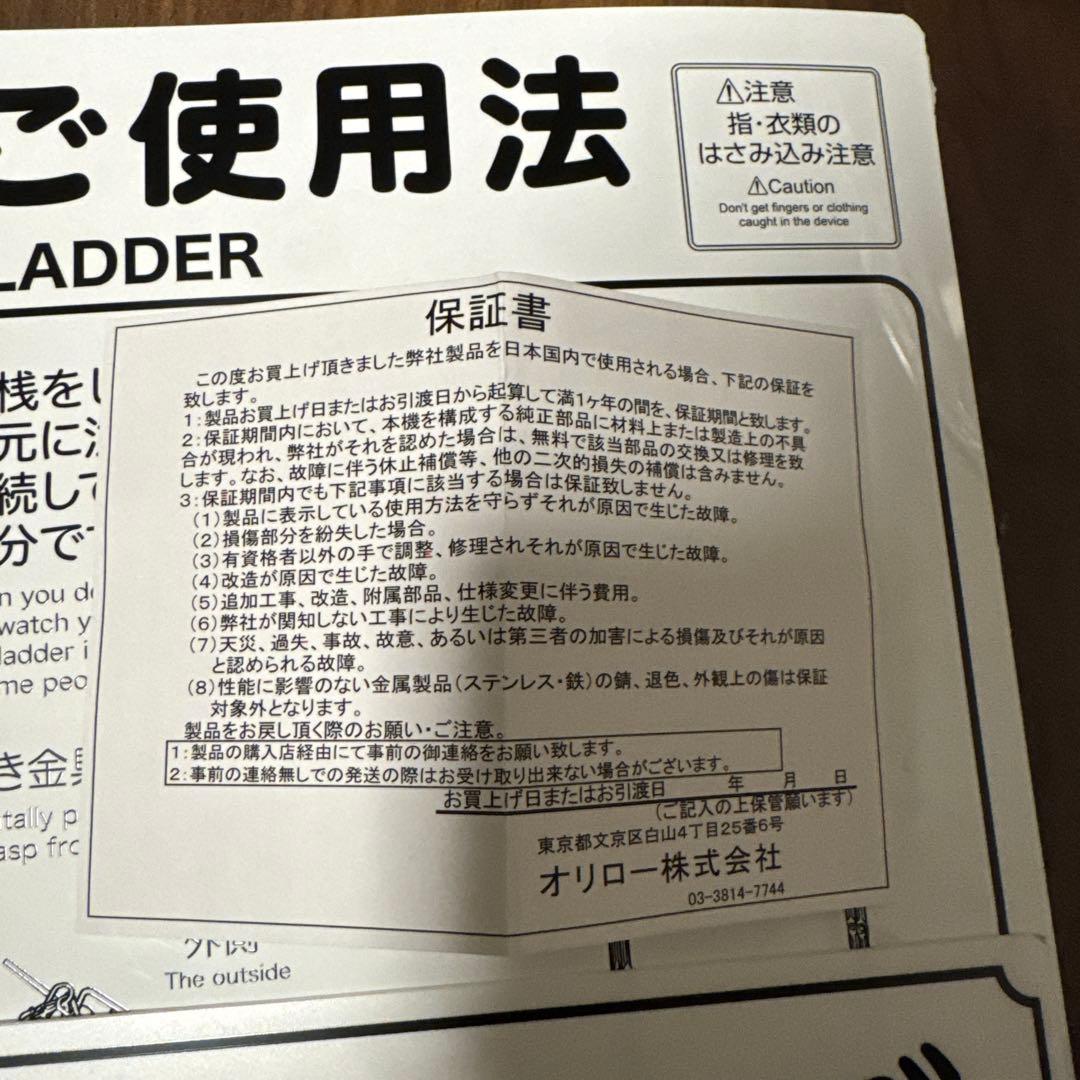 ご使用法
LADDER
⚠注意
指・衣類の
はさみ込み注意
⚠Caution
Don't get fingers or clothing
caught in the device
保証書
この度お買上げ頂きました弊社製品を日本国内で使用される場合、下記の保証を
致します。
1：製品お買上げ日またはお引渡日から起算して満1ヶ年の間を、保証期間と致します。
2：保証期間内において、本機を構成する純正部品に材料上または製造上の不具
合が現われ、弊社がそれを認めた場合は、無料で該当部品の交換又は修理を致
します。なお、故障に伴う休止補償等、他の二次的損失の補償は含みません。
3：保証期間内でも下記事項に該当する場合は保証致しません。
（1）製品に表示している使用方法を守らずそれが原因で生じた故障。
（2）損傷部分を紛失した場合。
（3）有資格者以外の手で調整、修理されそれが原因で生じた故障。
（4）改造が原因で生じた故障。
（5）追加工事、改造、附属部品、仕様変更に伴う費用。
（6）弊社が関知しない工事により生じた故障。
（7）天災、過失、事故、故意、あるいは第三者の加害による損傷及びそれが原因
と認められる故障。
（8）性能に影響のない金属製品（ステンレス・鉄）の錆、退色、外観上の傷は保証
対象外となります。
製品をお戻し頂く際のお願い・ご注意。
1：製品の購入店経由にて事前の御連絡をお願い致します。
2：事前の連絡無しでの発送の際はお受け取り出来ない場合がございます。
お買上げ日またはお引渡日 年 月 日
（ご記入の上保管願います）
東京都文京区白山4丁目25番6号
オリロー株式会社
03-3814-7744
桟を
元に
続して
分で
n you
watch
ladder
me
き金
tally
asp
外側
The outside